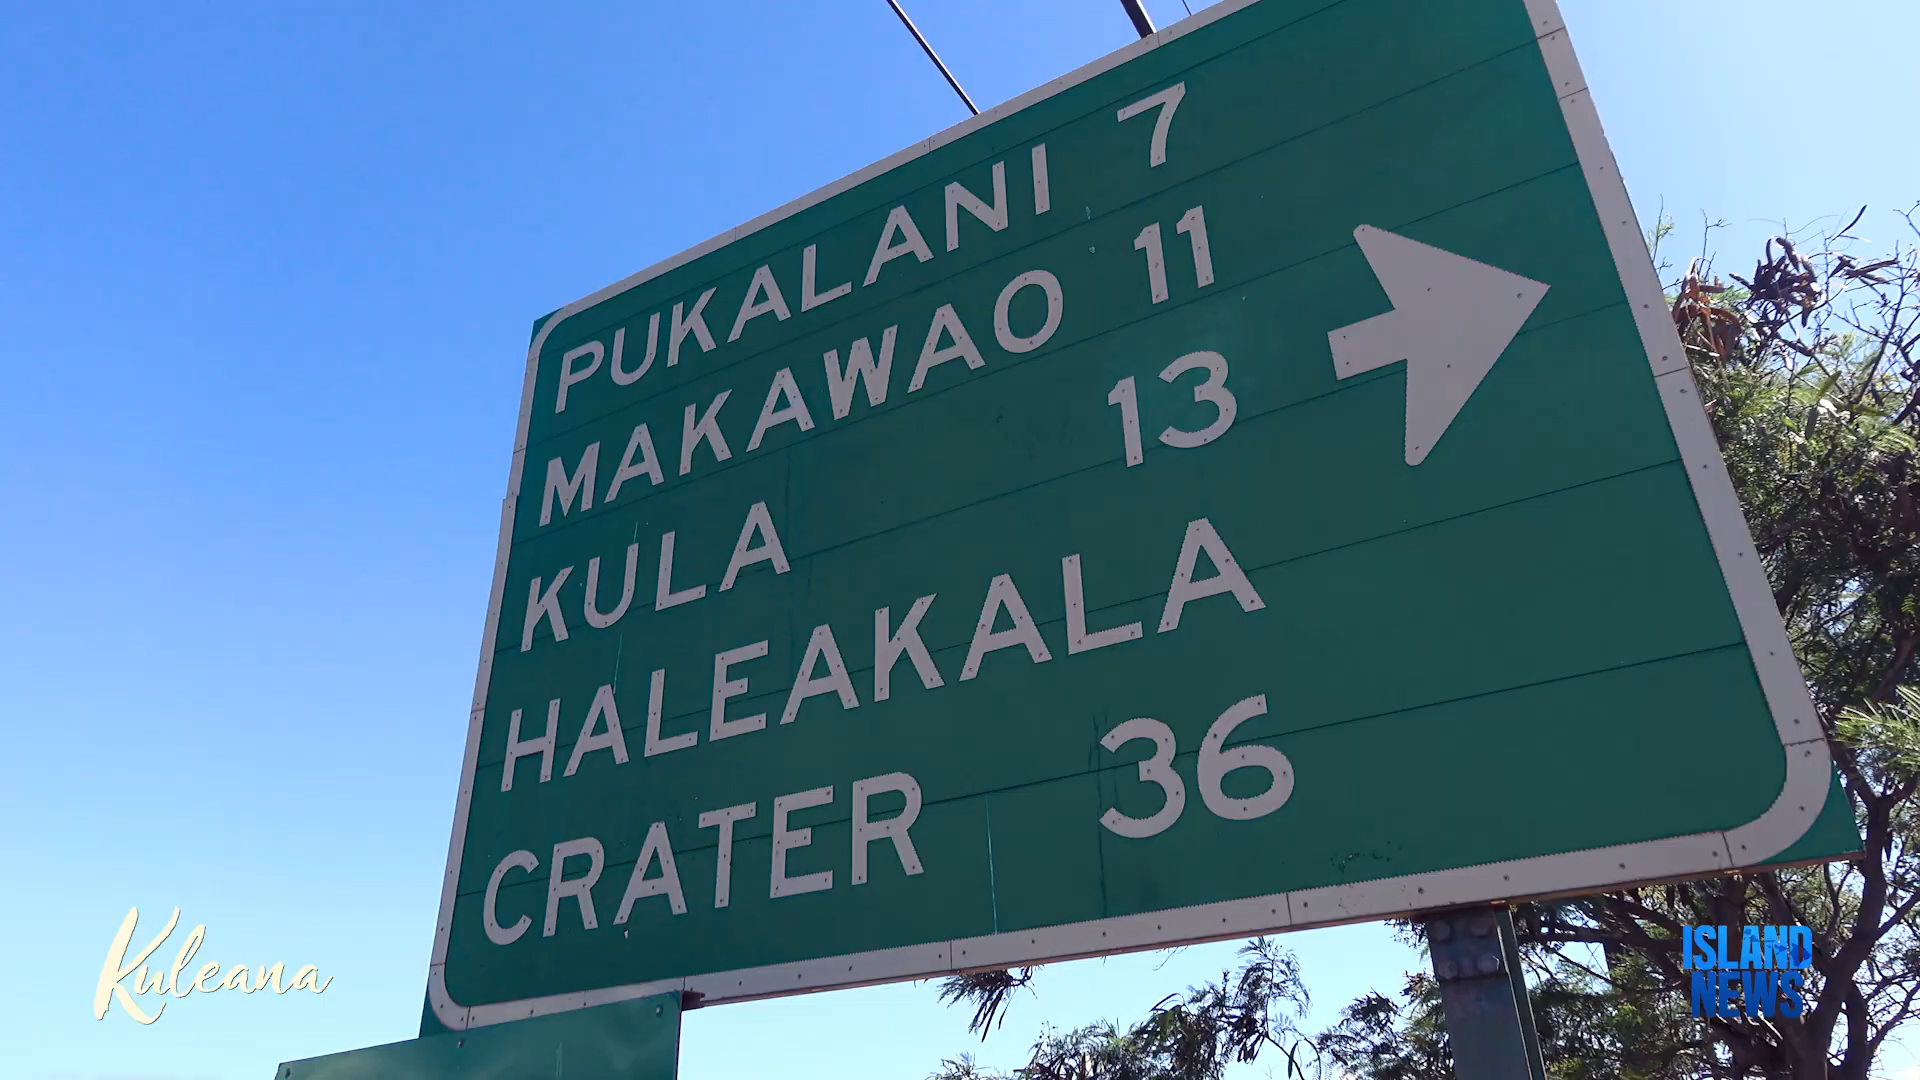 PUKALANI 7
MAKAWAO 11
KULA 13
HALEAKALA
CRATER 36
Kuleana
ISLAND
NEWS